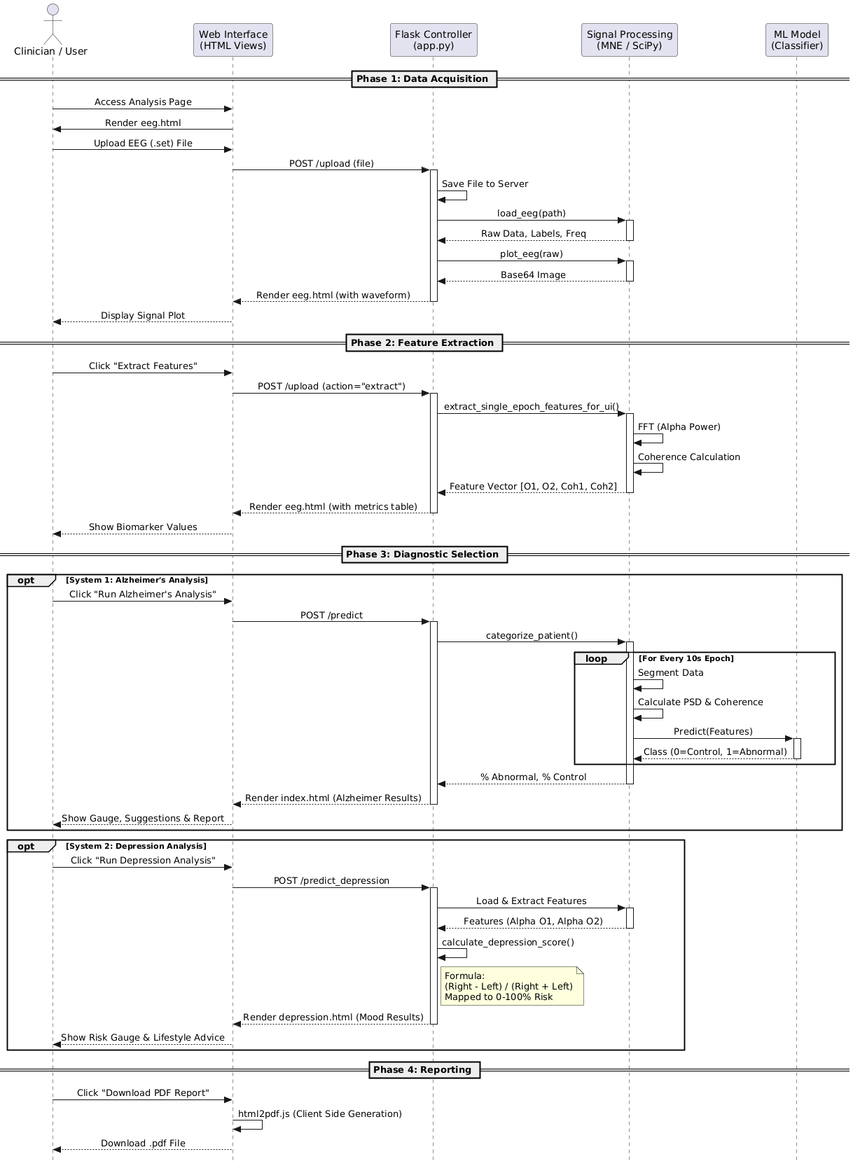 Clinician / User
Web Interface
(HTML Views)
Flask Controller
(app.py)
Signal Processing
(MNE / SciPy)
ML Model
(Classifier)
Phase 1: Data Acquisition
Access Analysis Page
Render eeg.html
Upload EEG (.set) File
POST /upload (file)
Save File to Server
load_eeg(path)
Raw Data, Labels, Freq
plot_eeg(raw)
Base64 Image
Render eeg.html (with waveform)
Display Signal Plot
Phase 2: Feature Extraction
Click "Extract Features"
POST /upload (action="extract")
extract_single_epoch_features_for_ui()
FFT (Alpha Power)
Coherence Calculation
Feature Vector [O1, O2, Coh1, Coh2]
Render eeg.html (with metrics table)
Show Biomarker Values
Phase 3: Diagnostic Selection
opt [System 1: Alzheimer's Analysis]
Click "Run Alzheimer's Analysis"
POST /predict
categorize_patient()
loop [For Every 10s Epoch]
Segment Data
Calculate PSD & Coherence
Predict(Features)
Class (0=Control, 1=Abnormal)
% Abnormal, % Control
Render index.html (Alzheimer Results)
Show Gauge, Suggestions & Report
opt [System 2: Depression Analysis]
Click "Run Depression Analysis"
POST /predict_depression
Load & Extract Features
Features (Alpha O1, Alpha O2)
calculate_depression_score()
Formula:
(Right - Left) / (Right + Left)
Mapped to 0-100% Risk
Render depression.html (Mood Results)
Show Risk Gauge & Lifestyle Advice
Phase 4: Reporting
Click "Download PDF Report"
html2pdf.js (Client Side Generation)
Download .pdf File